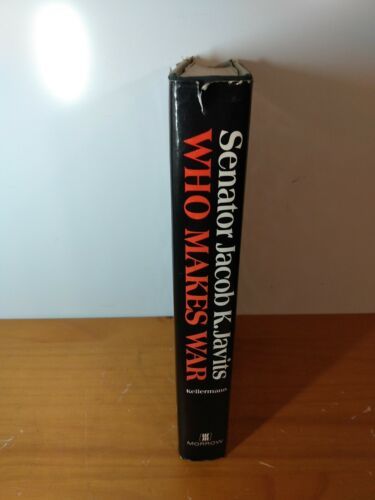 Senator Jacob K. Javits
WHO MAKES WAR
Kellermann
MORROW